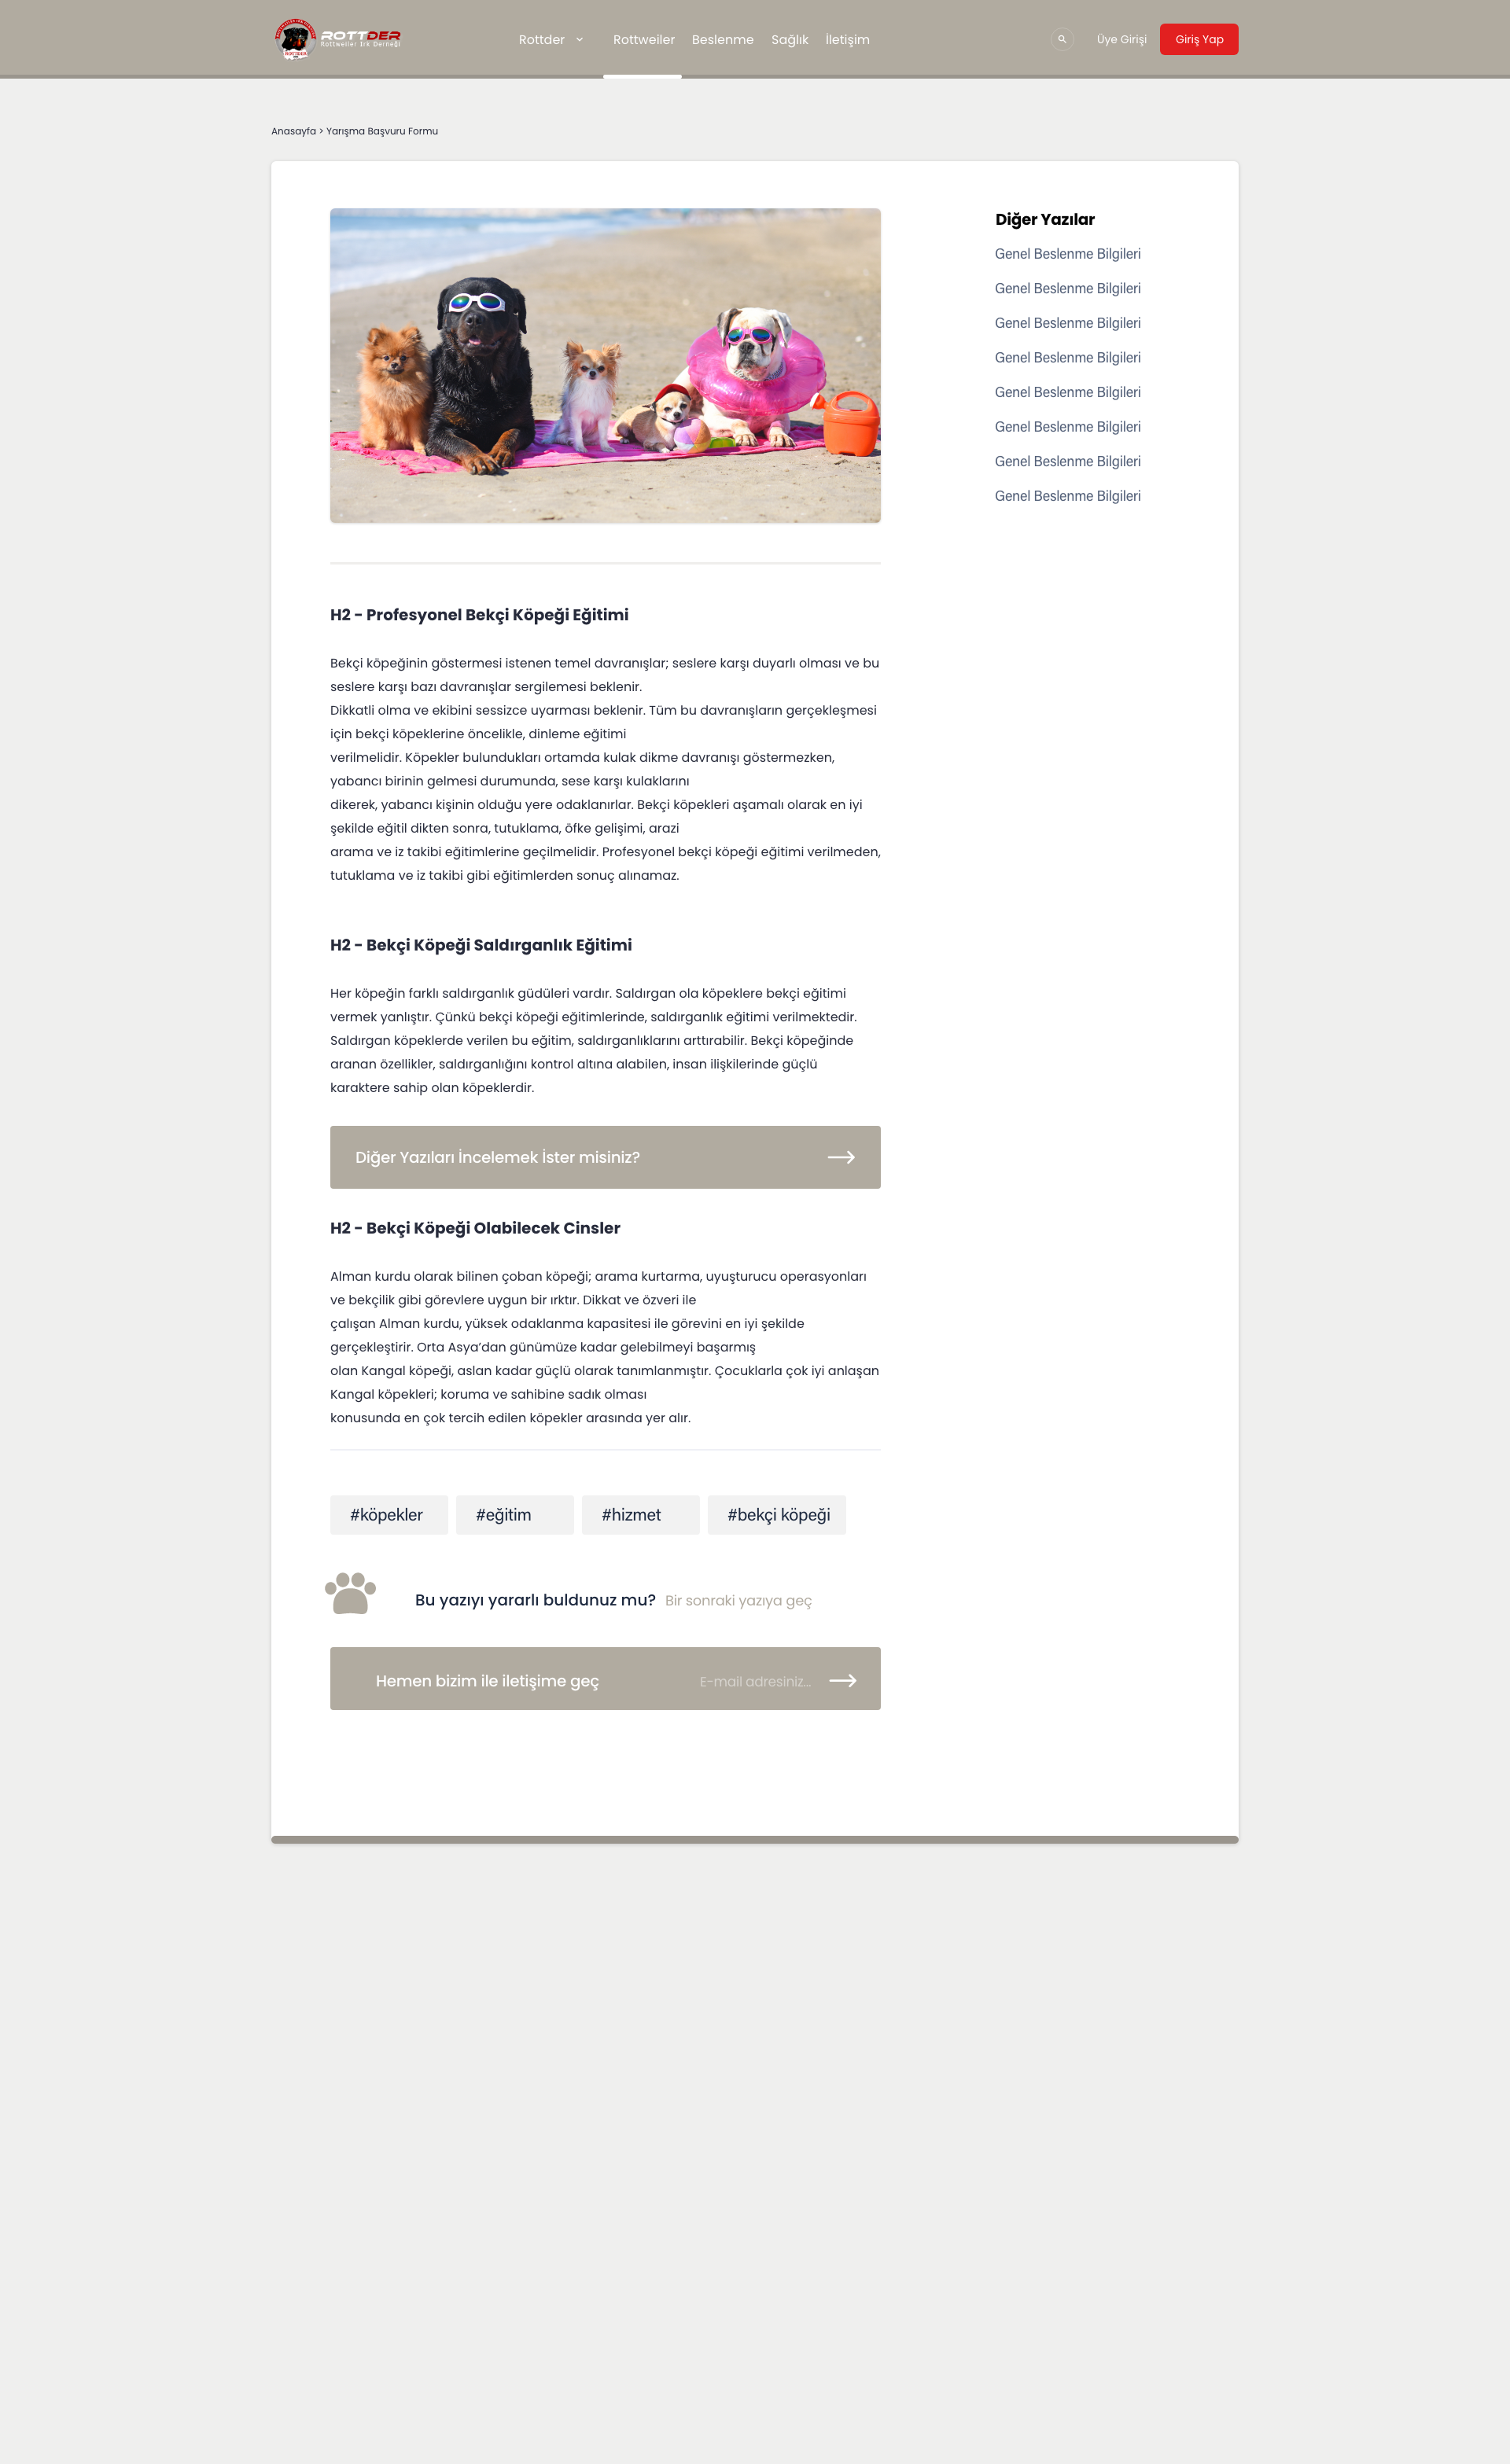 ROTTDER
Rottweiler Irk Derneği
Rottder
Rottweiler
Beslenme
Sağlık
İletişim
Üye Girişi
Giriş Yap
Anasayfa > Yarışma Başvuru Formu
Diğer Yazılar
Genel Beslenme Bilgileri
Genel Beslenme Bilgileri
Genel Beslenme Bilgileri
Genel Beslenme Bilgileri
Genel Beslenme Bilgileri
Genel Beslenme Bilgileri
Genel Beslenme Bilgileri
Genel Beslenme Bilgileri
H2 - Profesyonel Bekçi Köpeği Eğitimi
Bekçi köpeğinin göstermesi istenen temel davranışlar; seslere karşı duyarlı olması ve bu
seslere karşı bazı davranışlar sergilemesi beklenir.
Dikkatli olma ve ekibini sessizce uyarması beklenir. Tüm bu davranışların gerçekleşmesi
için bekçi köpeklerine öncelikle, dinleme eğitimi
verilmelidir. Köpekler bulundukları ortamda kulak dikme davranışı göstermezken,
yabancı birinin gelmesi durumunda, sese karşı kulaklarını
dikerek, yabancı kişinin olduğu yere odaklanırlar. Bekçi köpekleri aşamalı olarak en iyi
şekilde eğitil dikten sonra, tutuklama, öfke gelişimi, arazi
arama ve iz takibi eğitimlerine geçilmelidir. Profesyonel bekçi köpeği eğitimi verilmeden,
tutuklama ve iz takibi gibi eğitimlerden sonuç alınamaz.
H2 - Bekçi Köpeği Saldırganlık Eğitimi
Her köpeğin farklı saldırganlık güdüleri vardır. Saldırgan ola köpeklere bekçi eğitimi
vermek yanlıştır. Çünkü bekçi köpeği eğitimlerinde, saldırganlık eğitimi verilmektedir.
Saldırgan köpeklerde verilen bu eğitim, saldırganlıklarını arttırabilir. Bekçi köpeğinde
aranan özellikler, saldırganlığını kontrol altına alabilen, insan ilişkilerinde güçlü
karaktere sahip olan köpeklerdir.
Diğer Yazıları İncelemek İster misiniz?
H2 - Bekçi Köpeği Olabilecek Cinsler
Alman kurdu olarak bilinen çoban köpeği; arama kurtarma, uyuşturucu operasyonları
ve bekçilik gibi görevlere uygun bir ırktır. Dikkat ve özveri ile
çalışan Alman kurdu, yüksek odaklanma kapasitesi ile görevini en iyi şekilde
gerçekleştirir. Orta Asya’dan günümüze kadar gelebilmeyi başarmış
olan Kangal köpeği, aslan kadar güçlü olarak tanımlanmıştır. Çocuklarla çok iyi anlaşan
Kangal köpekleri; koruma ve sahibine sadık olması
konusunda en çok tercih edilen köpekler arasında yer alır.
#köpekler
#eğitim
#hizmet
#bekçi köpeği
Bu yazıyı yararlı buldunuz mu? Bir sonraki yazıya geç
Hemen bizim ile iletişime geç
E-mail adresiniz...